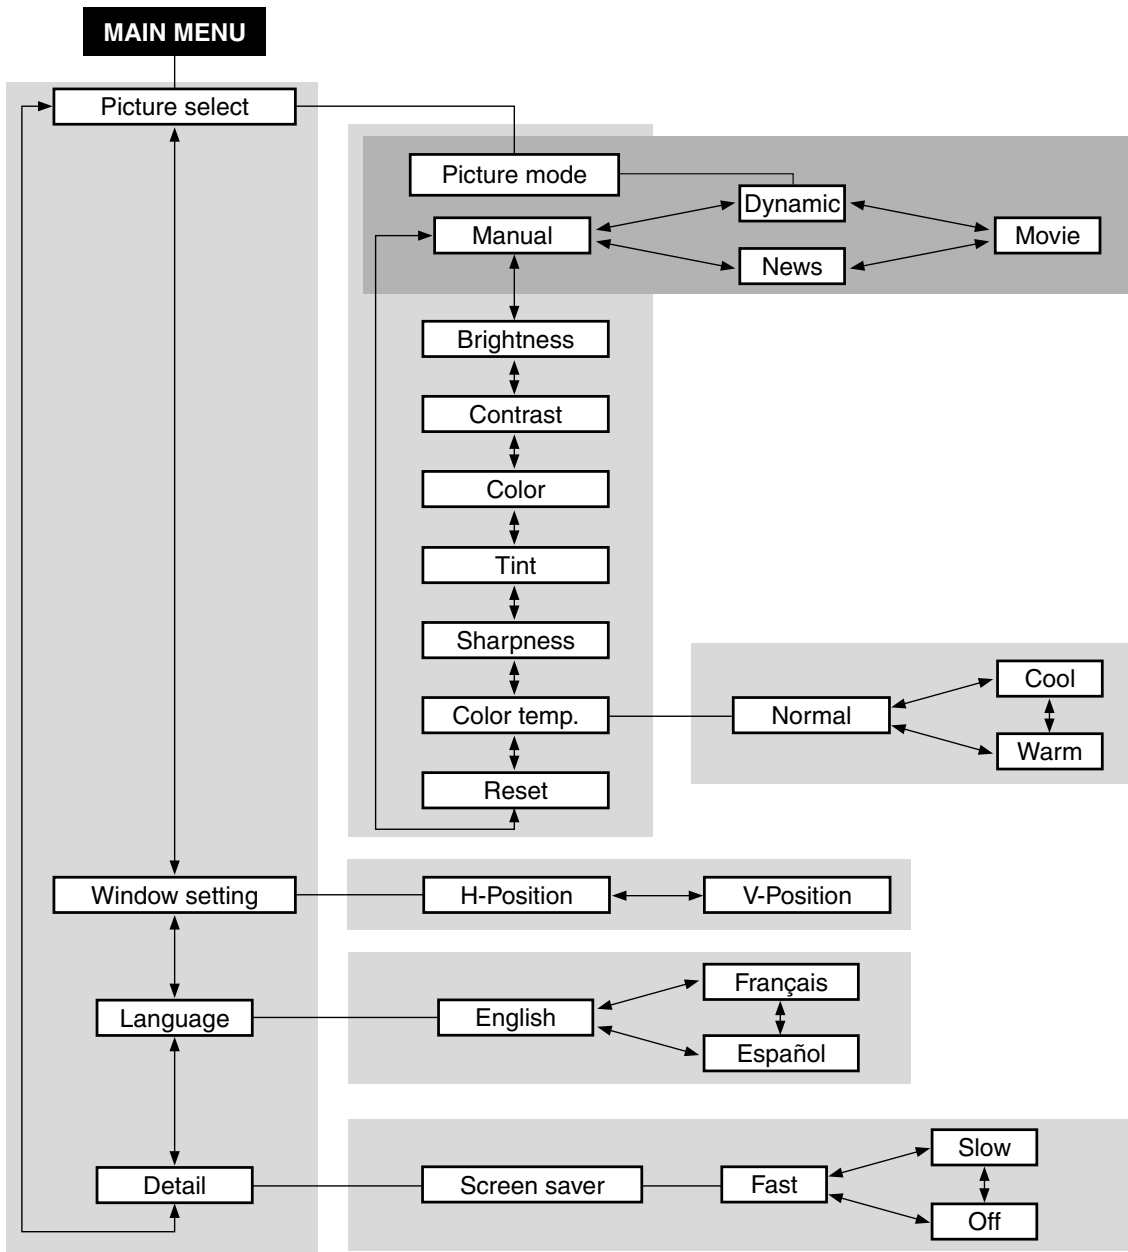 MAIN MENU
Picture select
Picture mode
Dynamic
Manual
Movie
News
Brightness
Contrast
Color
Tint
Sharpness
Cool
Color temp.
Normal
Warm
Reset
Window setting
H-Position
V-Position
Français
Language
English
Español
Slow
Detail
Screen saver
Fast
Off